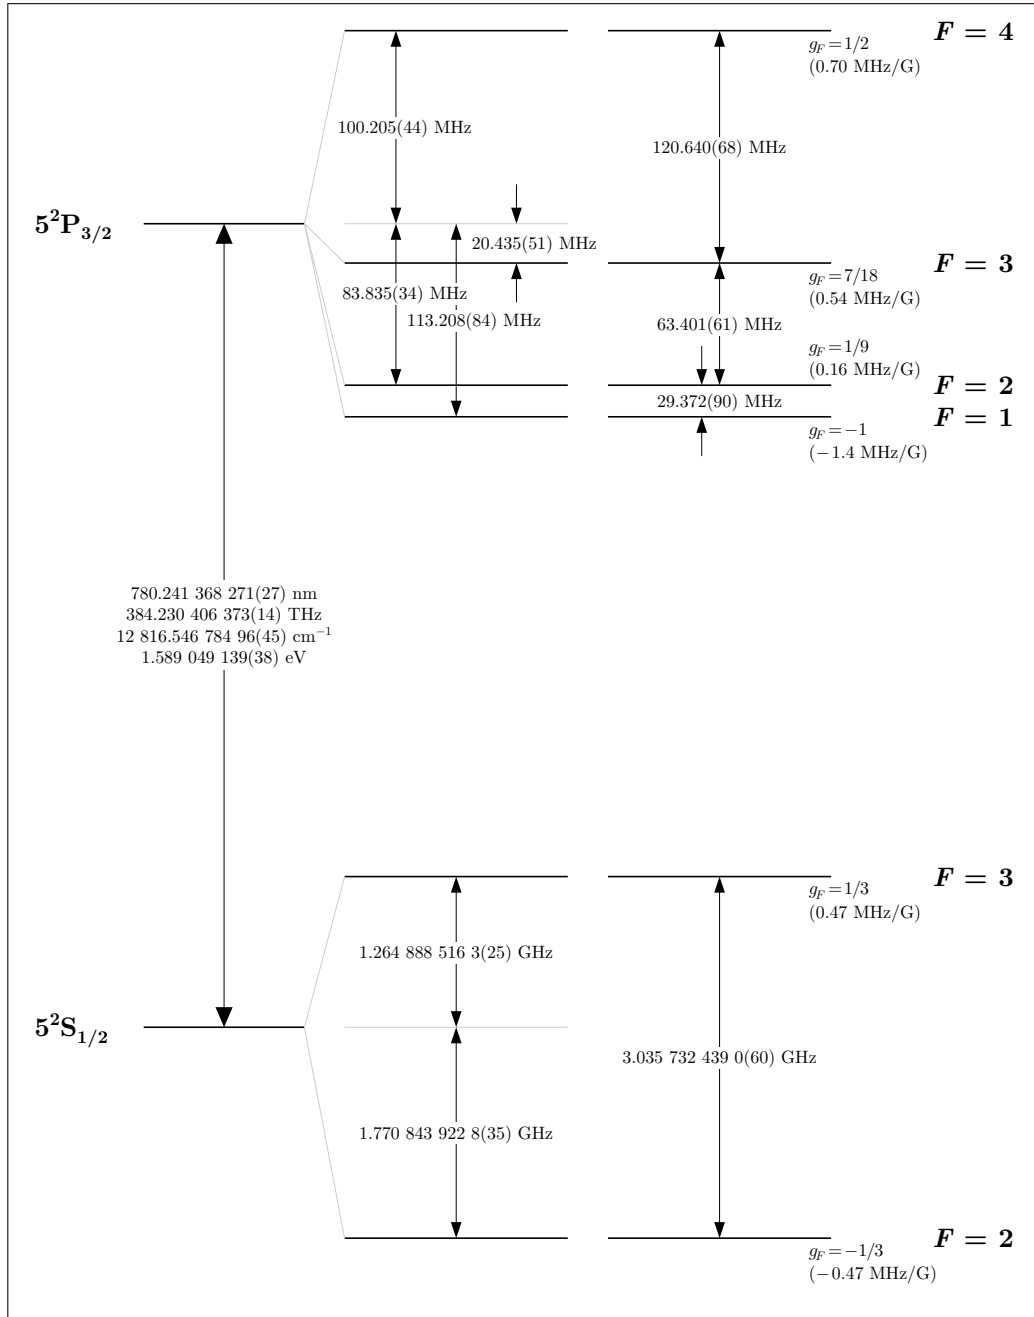 F = 4
g_F = 1/2
(0.70 MHz/G)
100.205(44) MHz
120.640(68) MHz
5²P₃/₂
20.435(51) MHz
F = 3
g_F = 7/18
(0.54 MHz/G)
83.835(34) MHz
113.208(84) MHz
63.401(61) MHz
g_F = 1/9
(0.16 MHz/G)
F = 2
29.372(90) MHz
F = 1
g_F = −1
(−1.4 MHz/G)
780.241 368 271(27) nm
384.230 406 373(14) THz
12 816.546 784 96(45) cm⁻¹
1.589 049 139(38) eV
F = 3
g_F = 1/3
(0.47 MHz/G)
1.264 888 516 3(25) GHz
5²S₁/₂
3.035 732 439 0(60) GHz
1.770 843 922 8(35) GHz
F = 2
g_F = −1/3
(−0.47 MHz/G)